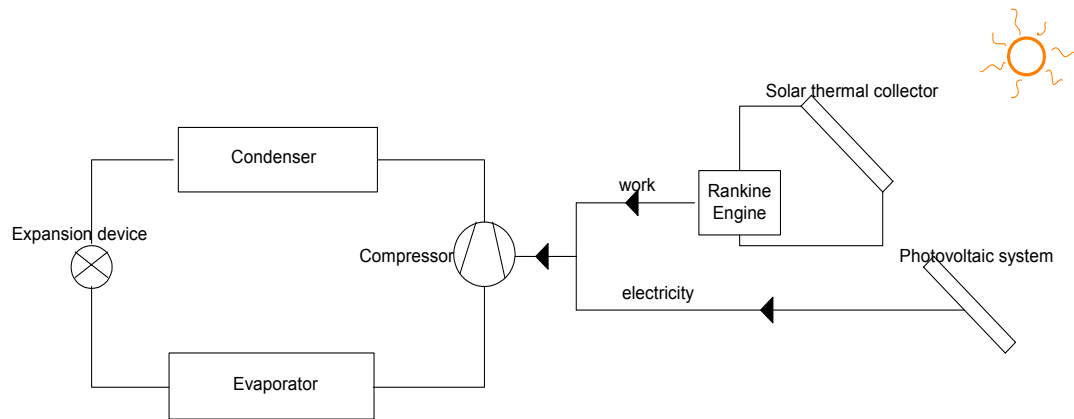 Solar thermal collector
Condenser
work
Rankine
Engine
Expansion device
Compressor
Photovoltaic system
electricity
Evaporator